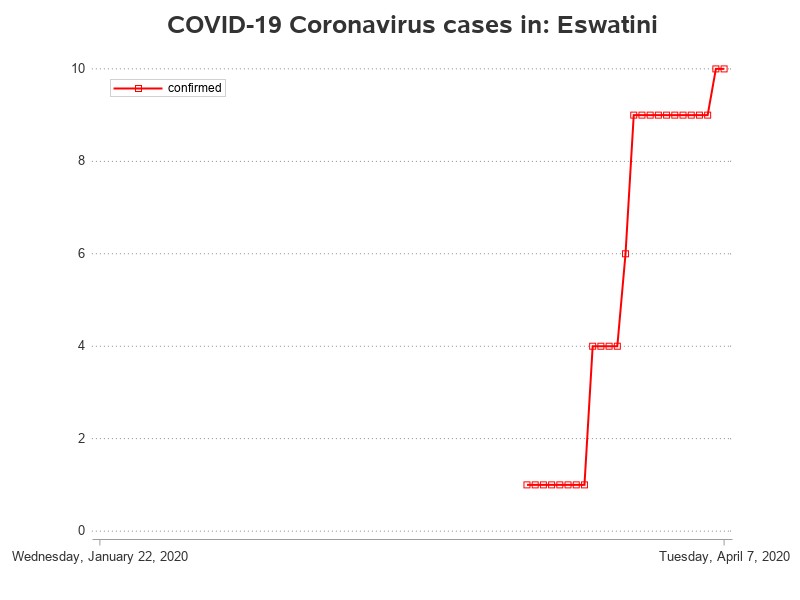 COVID-19 Coronavirus cases in: Eswatini
10
confirmed
8
6
4
2
0
Wednesday, January 22, 2020
Tuesday, April 7, 2020